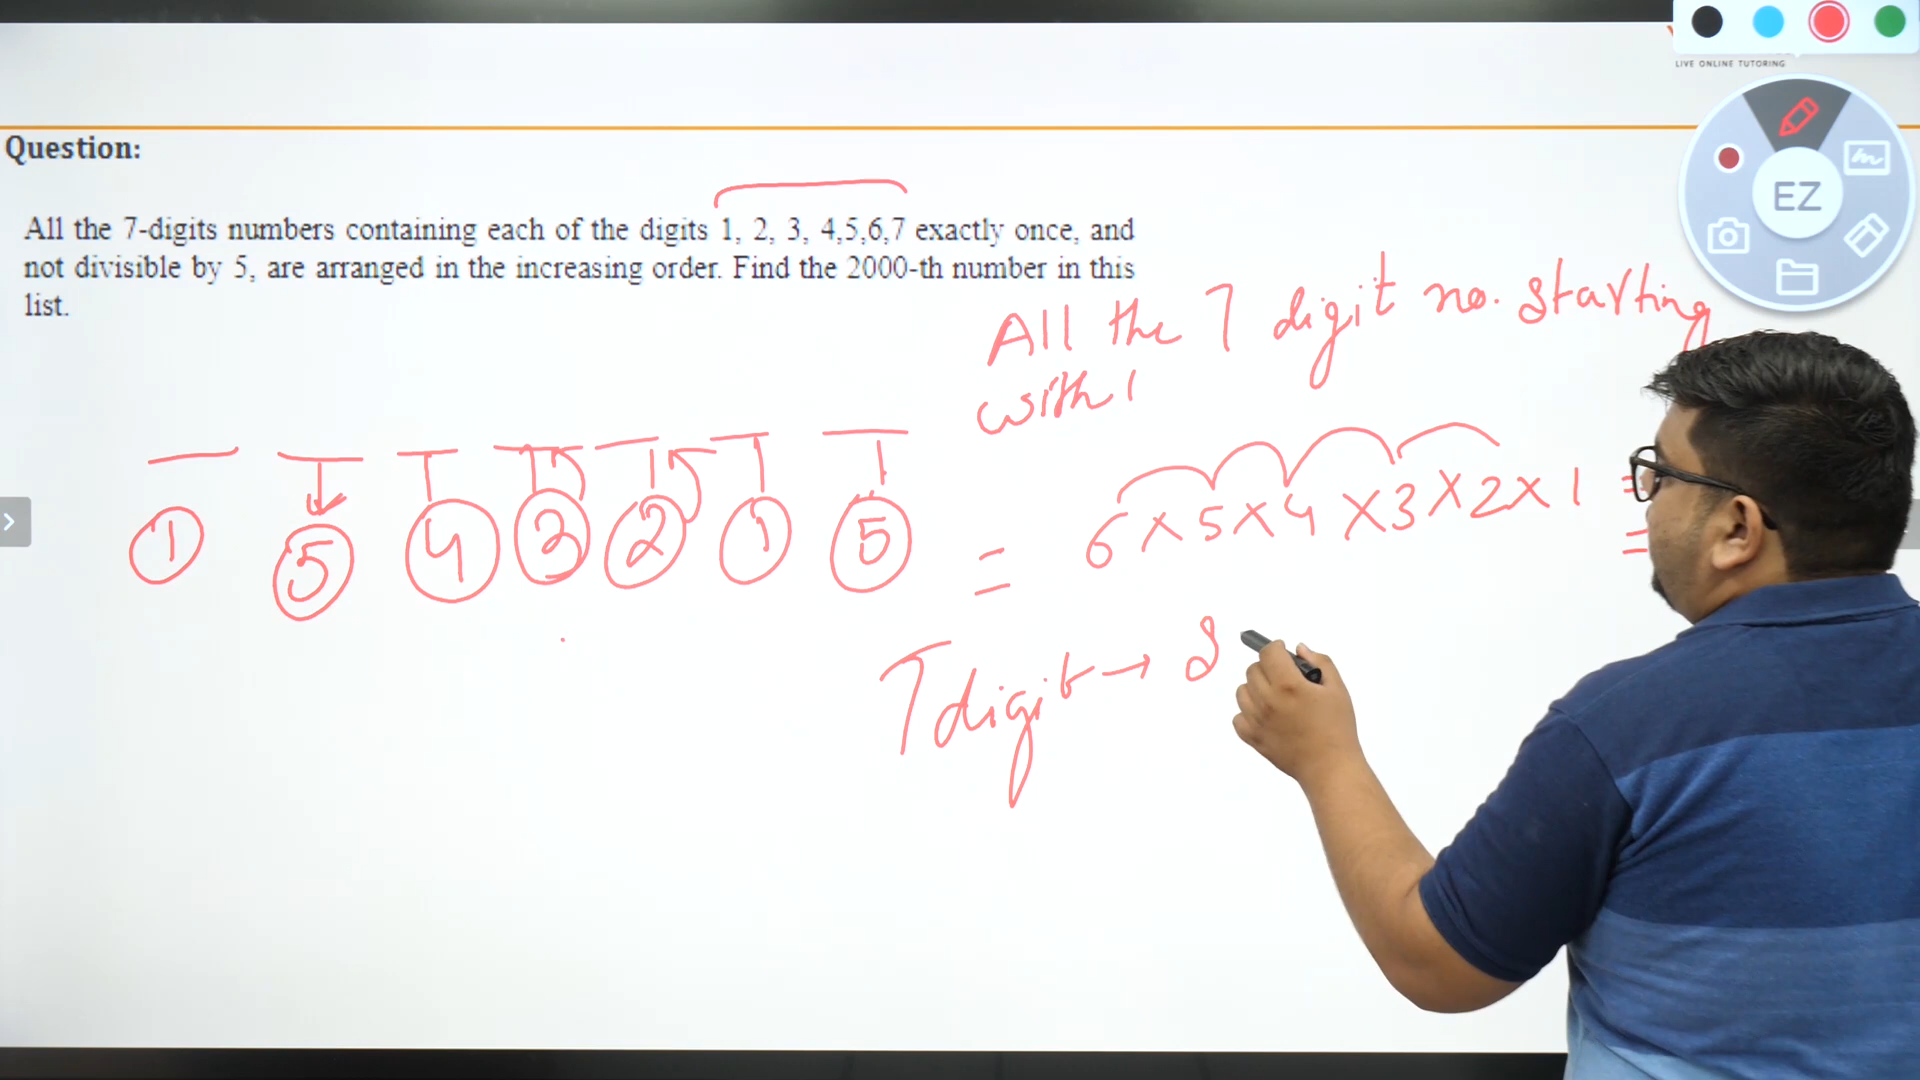 LIVE ONLINE TUTORING
EZ
Question:
All the 7-digits numbers containing each of the digits 1, 2, 3, 4,5,6,7 exactly once, and
not divisible by 5, are arranged in the increasing order. Find the 2000-th number in this
list.
All the 7 digit no. starting
with 1
1 5 4 3 2 1 5 = 6 × 5 × 4 × 3 × 2 × 1 =
=
7 digit → S